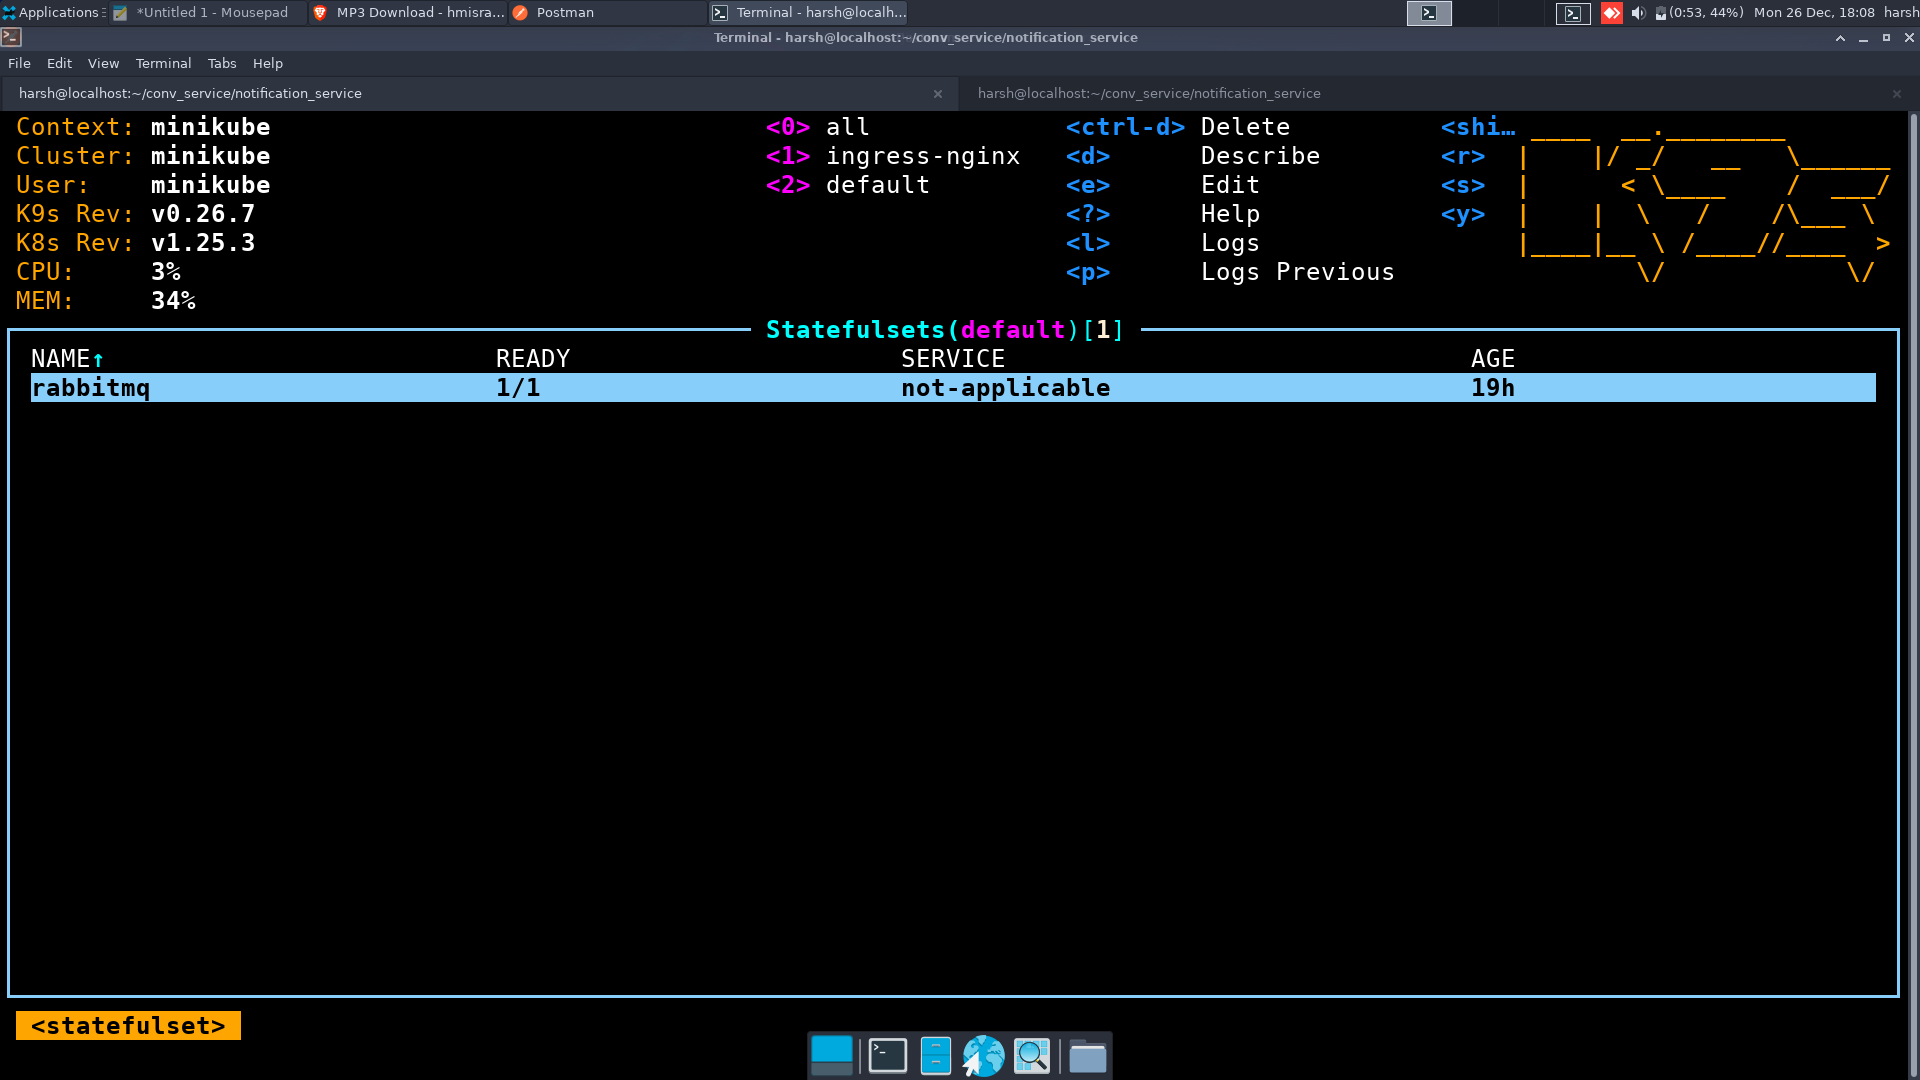 Applications
*Untitled 1 - Mousepad
MP3 Download - hmisra...
Postman
Terminal - harsh@localh...
(0:53, 44%)
Mon 26 Dec, 18:08
harsh
Terminal - harsh@localhost:~/conv_service/notification_service
File Edit View Terminal Tabs Help
harsh@localhost:~/conv_service/notification_service
harsh@localhost:~/conv_service/notification_service
Context: minikube <0> all <ctrl-d> Delete <shi…
Cluster: minikube <1> ingress-nginx <d> Describe <r>
User: minikube <2> default <e> Edit <s>
K9s Rev: v0.26.7 <?> Help <y>
K8s Rev: v1.25.3 <l> Logs
CPU: 3% <p> Logs Previous
MEM: 34%
K9s
Statefulsets(default)[1]
NAME↑ READY SERVICE AGE
rabbitmq 1/1 not-applicable 19h
<statefulset>